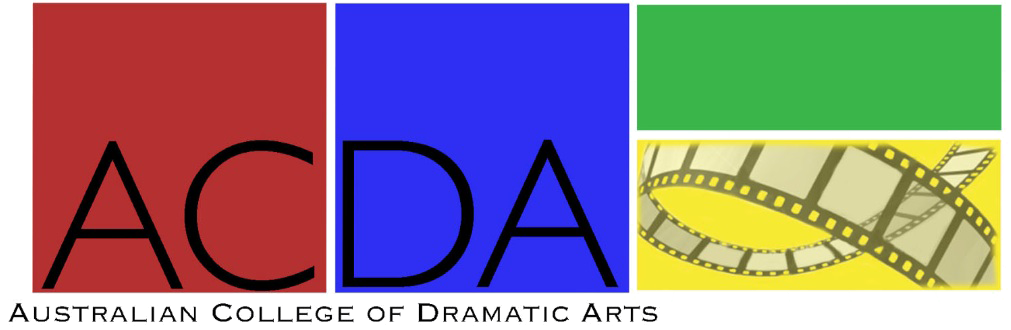 ACDA
AUSTRALIAN COLLEGE OF DRAMATIC ARTS